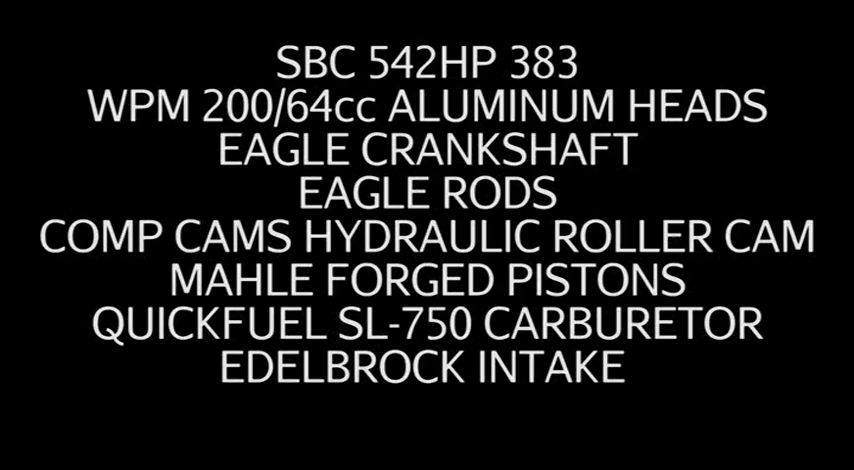 SBC 542HP 383
WPM 200/64cc ALUMINUM HEADS
EAGLE CRANKSHAFT
EAGLE RODS
COMP CAMS HYDRAULIC ROLLER CAM
MAHLE FORGED PISTONS
QUICKFUEL SL-750 CARBURETOR
EDELBROCK INTAKE